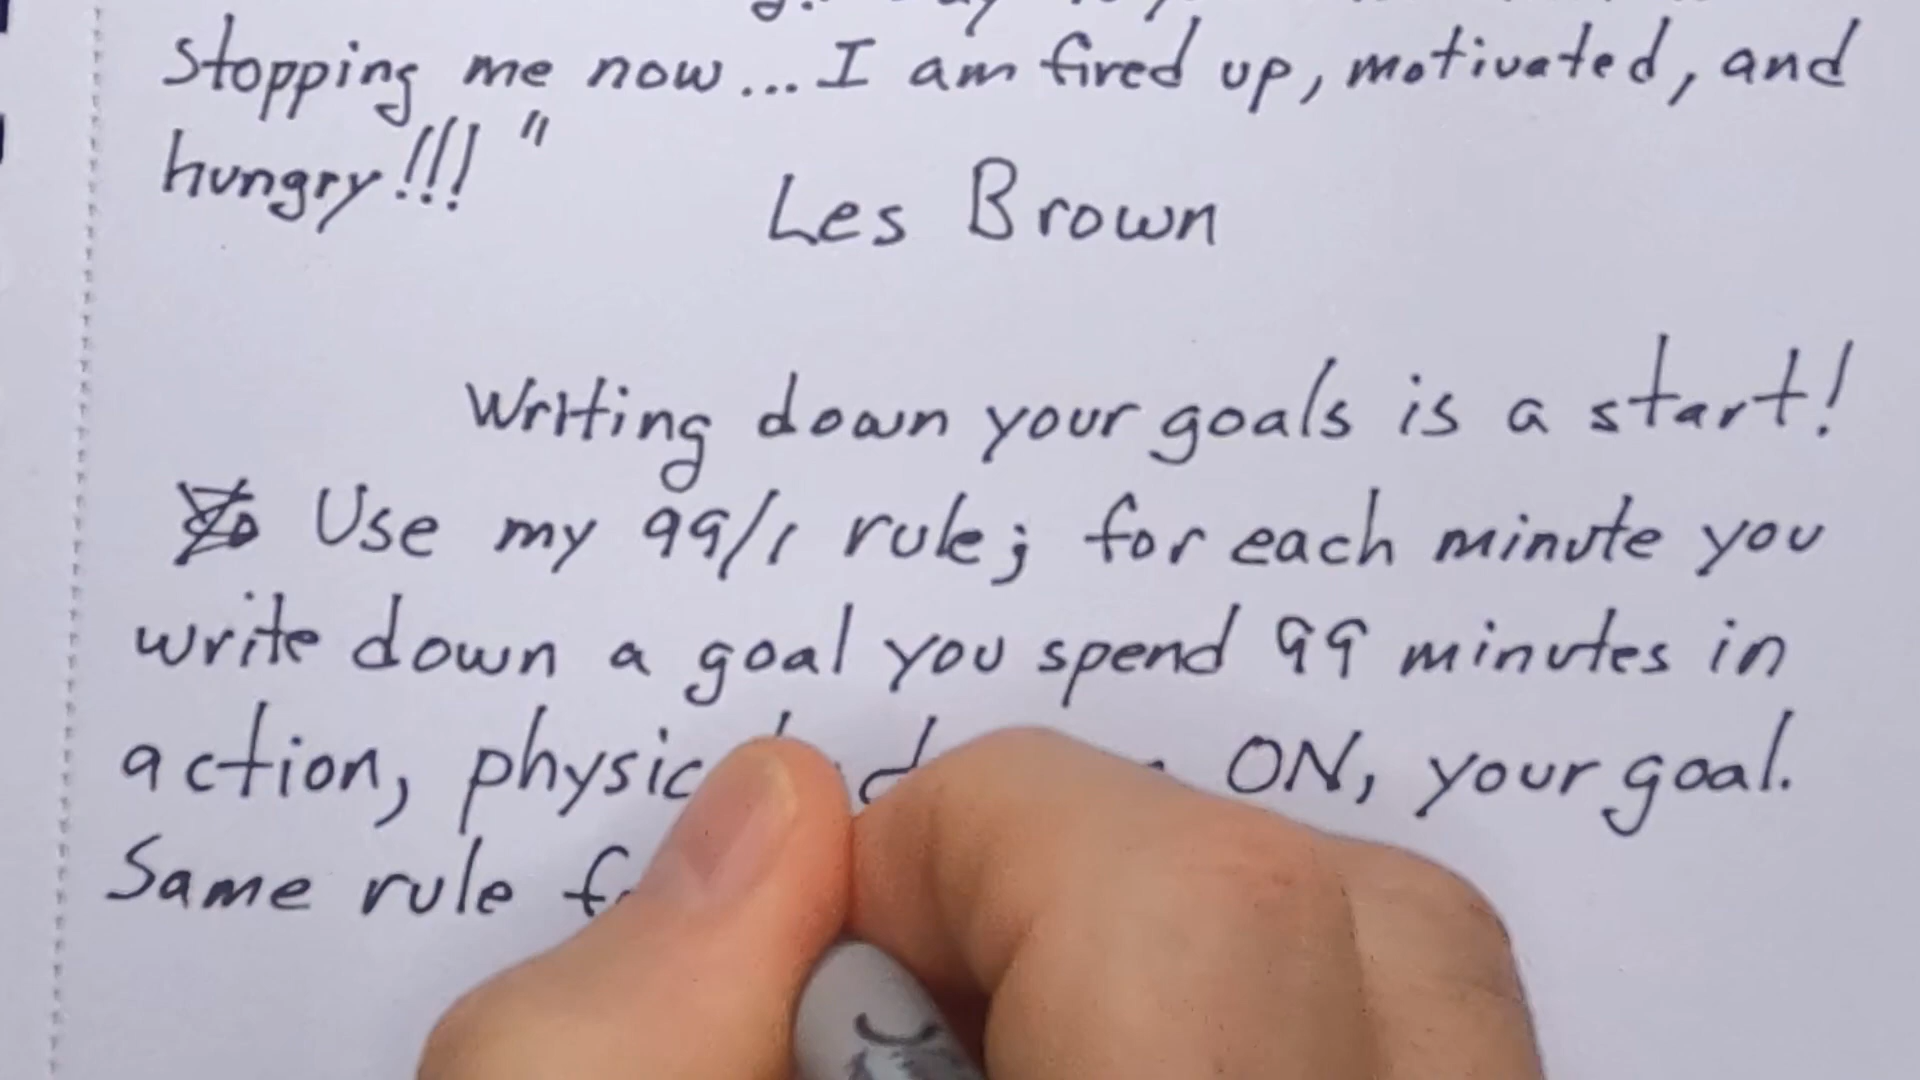 stopping me now... I am fired up, motivated, and
hungry!!!"
Les Brown
Writing down your goals is a start!
Use my 99/1 rule; for each minute you
write down a goal you spend 99 minutes in
action, ON, your goal.
Same rule